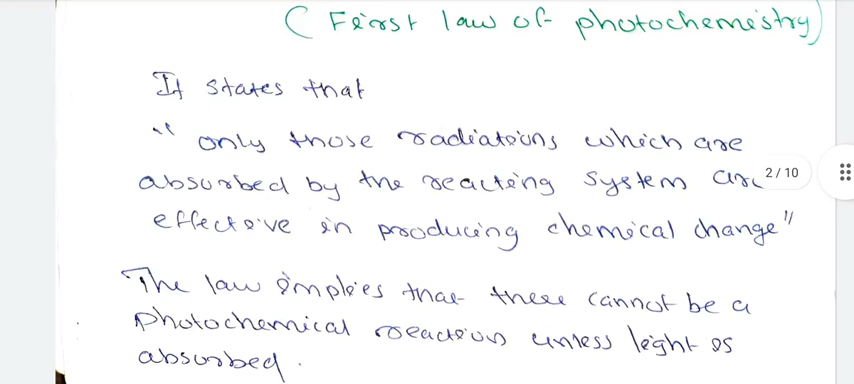 ( First law of photochemistry)
It states that
" only those radiations which are
absorbed by the reacting system are
2 / 10
effective in producing chemical change"
The law implies that there cannot be a
photochemical reaction unless light is
absorbed.